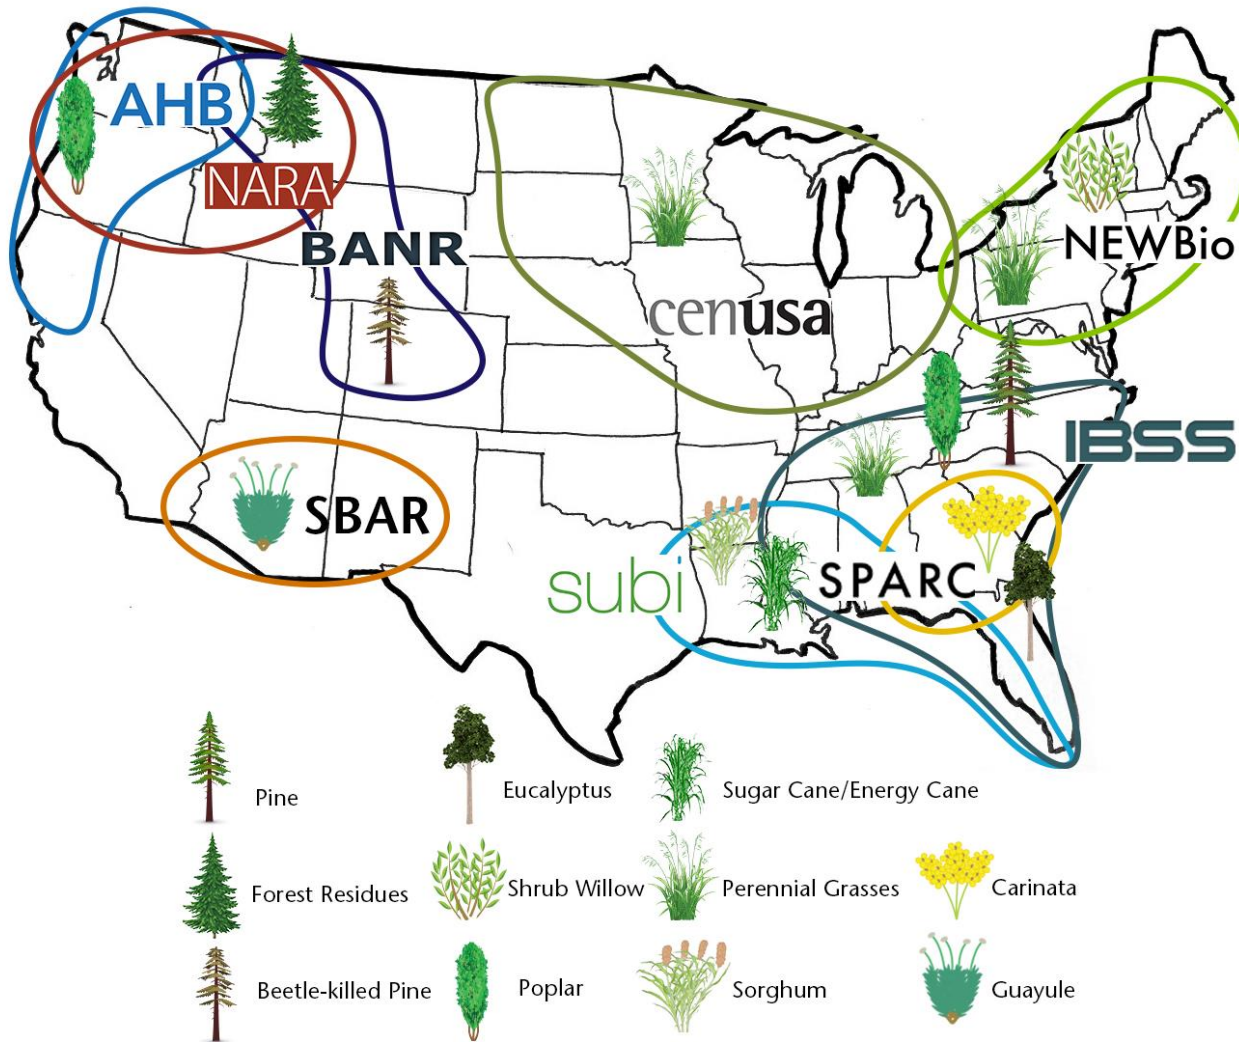 AHB
NARA
BANR
cenusa
NEWBio
IBSS
SBAR
subi
SPARC
Pine
Eucalyptus
Sugar Cane/Energy Cane
Forest Residues
Shrub Willow
Perennial Grasses
Carinata
Beetle-killed Pine
Poplar
Sorghum
Guayule